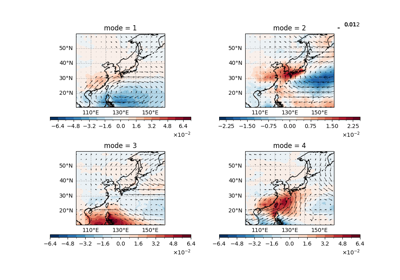 mode = 1
mode = 2
0.012
50°N
40°N
30°N
20°N
110°E 130°E 150°E
50°N
40°N
30°N
20°N
110°E 130°E 150°E
−6.4 −4.8 −3.2 −1.6 0.0 1.6 3.2 4.8 6.4
×10⁻²
−2.25 −1.50 −0.75 0.00 0.75 1.50 2.25
×10⁻²
mode = 3
mode = 4
50°N
40°N
30°N
20°N
110°E 130°E 150°E
50°N
40°N
30°N
20°N
110°E 130°E 150°E
−6.4 −4.8 −3.2 −1.6 0.0 1.6 3.2 4.8 6.4
×10⁻²
−6.4 −4.8 −3.2 −1.6 0.0 1.6 3.2 4.8 6.4
×10⁻²